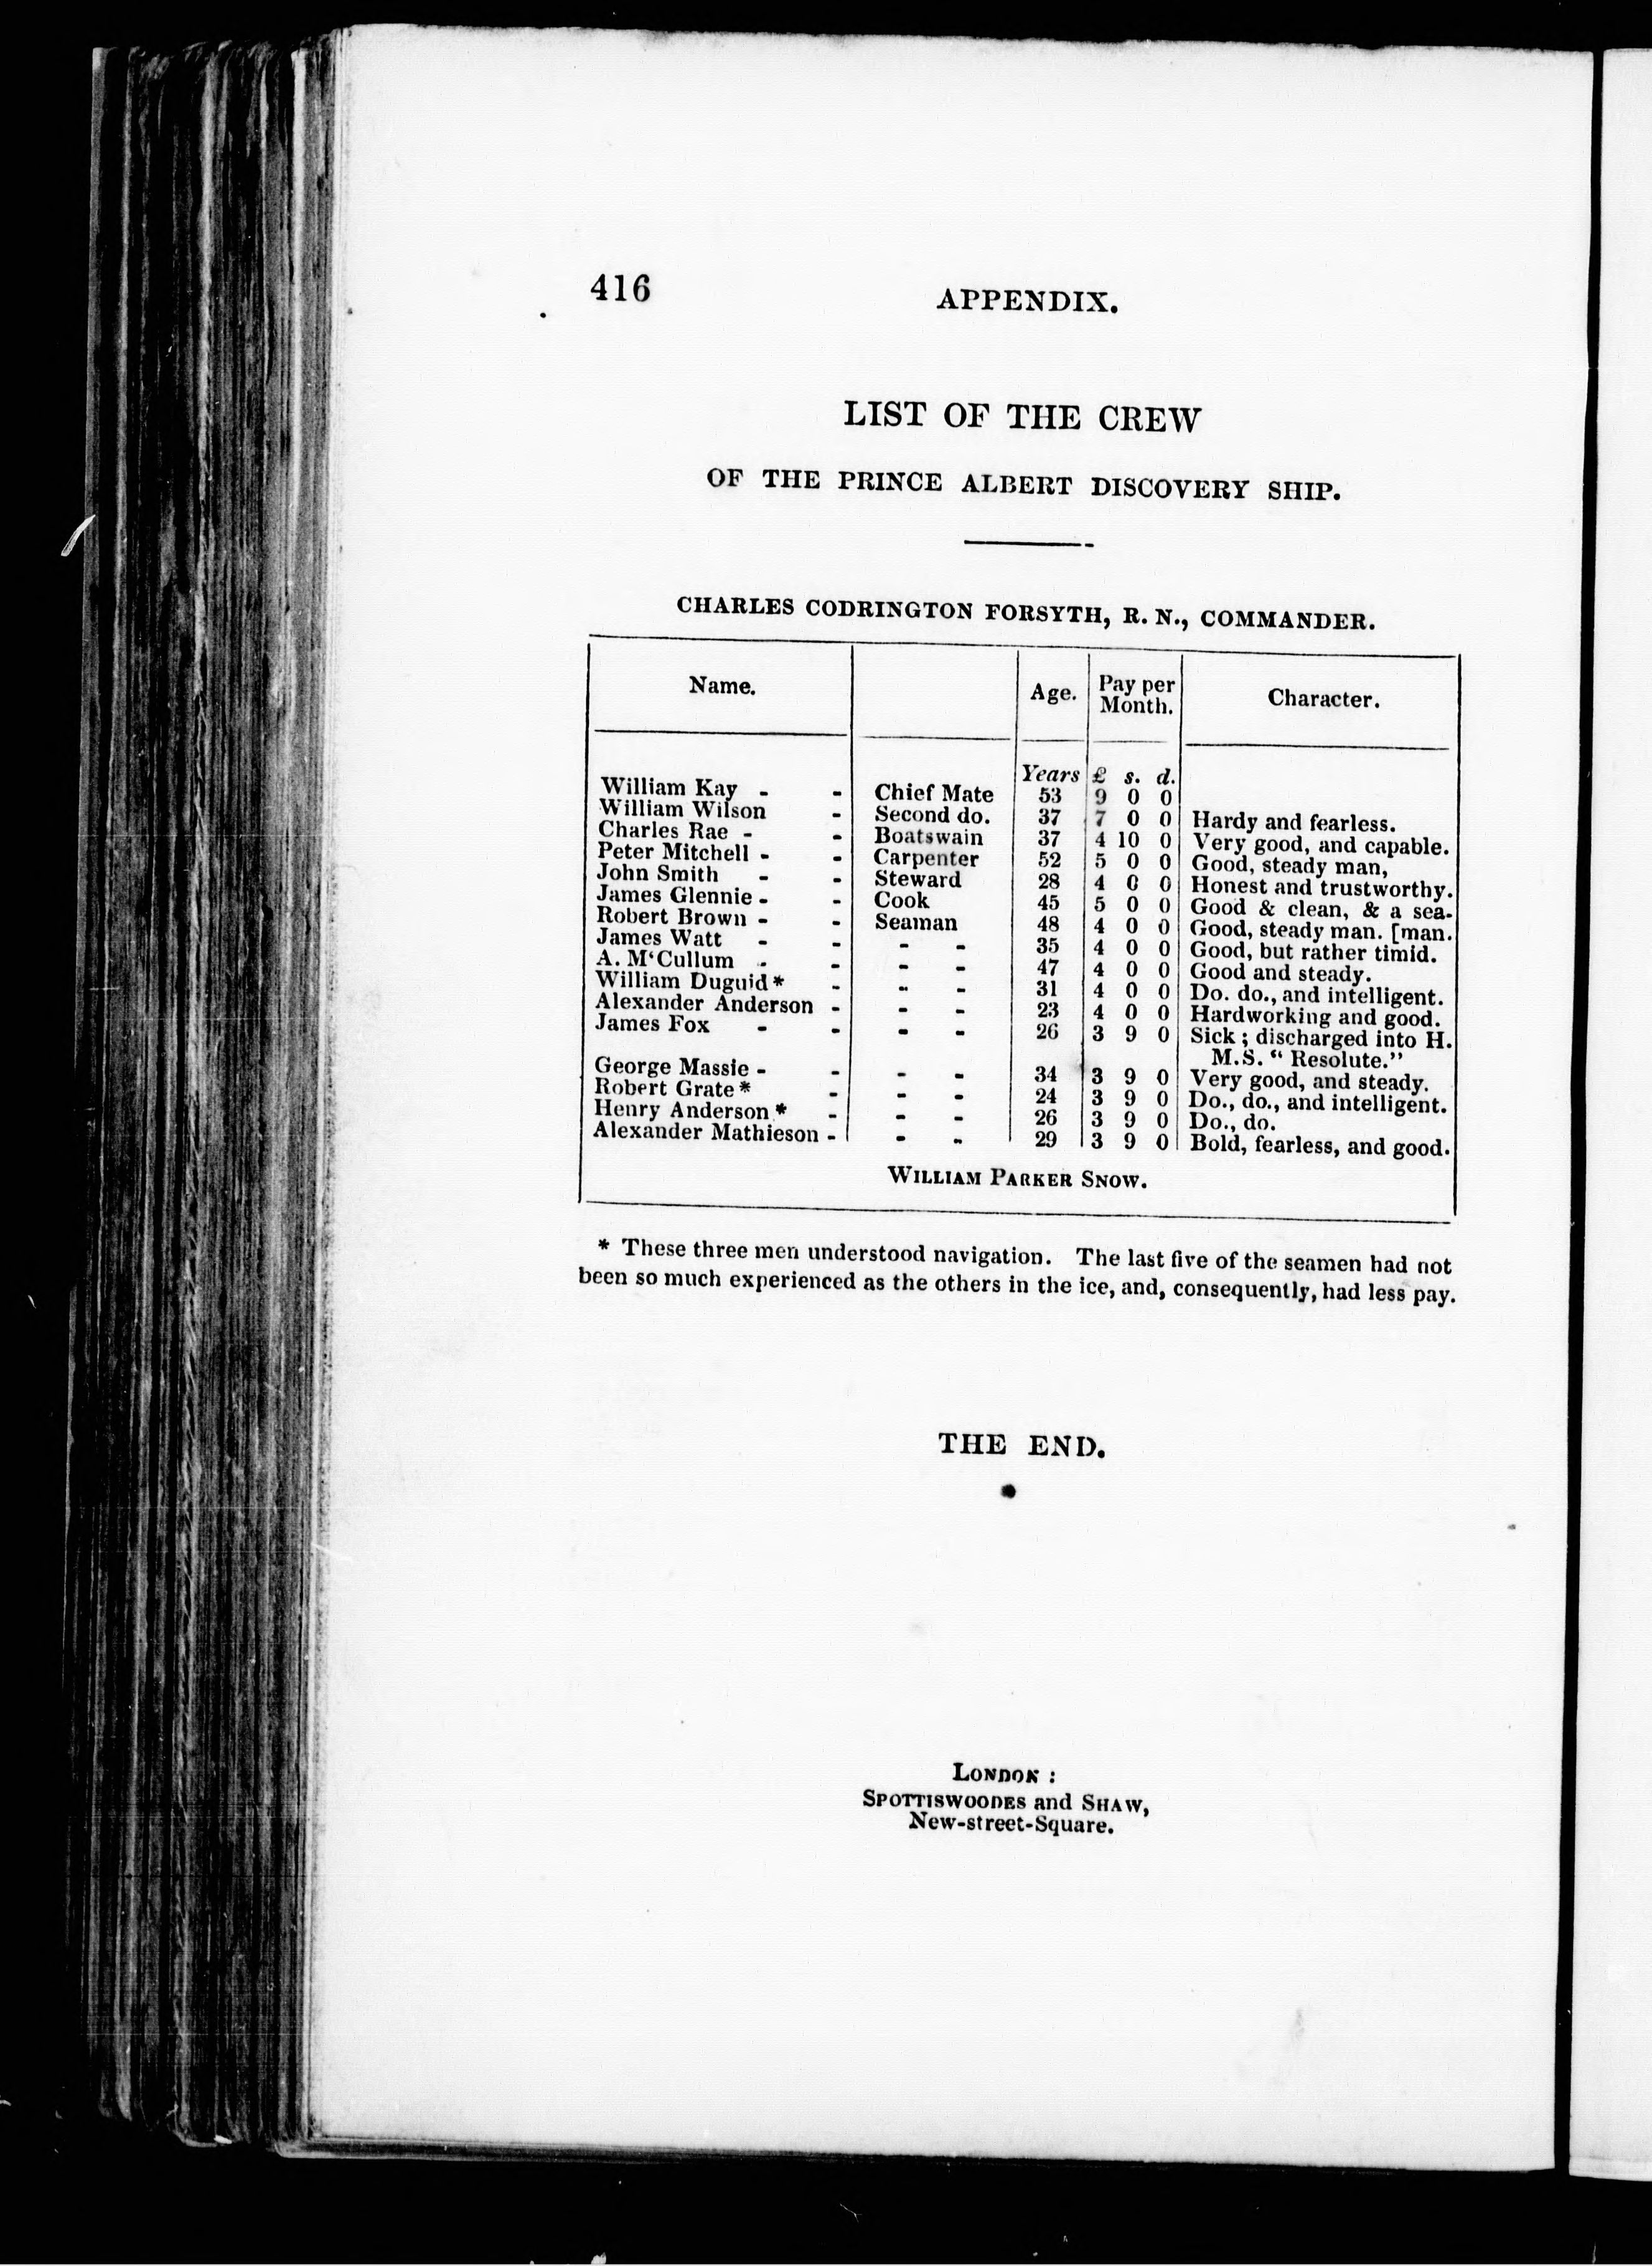 416 APPENDIX.
LIST OF THE CREW
OF THE PRINCE ALBERT DISCOVERY SHIP.
CHARLES CODRINGTON FORSYTH, R. N., COMMANDER.
Name. Age. Pay per Month. Character.
Years £ s. d.
William Kay - - Chief Mate 53 9 0 0
William Wilson - Second do. 37 7 0 0 Hardy and fearless.
Charles Rae - - Boatswain 37 4 10 0 Very good, and capable.
Peter Mitchell - - Carpenter 52 5 0 0 Good, steady man,
John Smith - - Steward 28 4 0 0 Honest and trustworthy.
James Glennie - - Cook 45 5 0 0 Good & clean, & a sea-
Robert Brown - - Seaman 48 4 0 0 Good, steady man. [man.
James Watt - - - - 35 4 0 0 Good, but rather timid.
A. M‘Cullum - - - - 47 4 0 0 Good and steady.
William Duguid* - - - 31 4 0 0 Do. do., and intelligent.
Alexander Anderson - - - 23 4 0 0 Hardworking and good.
James Fox - - - - 26 3 9 0 Sick; discharged into H.
M.S. “Resolute.”
George Massie - - - - 34 3 9 0 Very good, and steady.
Robert Grate* - - - 24 3 9 0 Do., do., and intelligent.
Henry Anderson* - - - 26 3 9 0 Do., do.
Alexander Mathieson - - - 29 3 9 0 Bold, fearless, and good.
WILLIAM PARKER SNOW.
* These three men understood navigation. The last five of the seamen had not
been so much experienced as the others in the ice, and, consequently, had less pay.
THE END.
LONDON:
SPOTTISWOODES and SHAW,
New-street-Square.